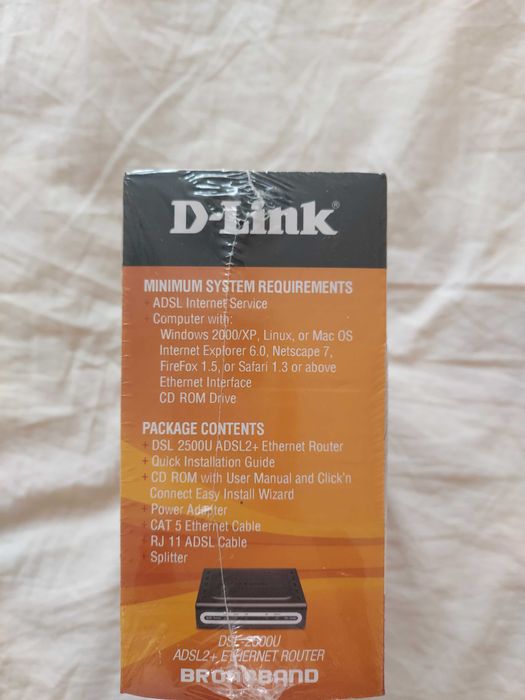 D-Link®
MINIMUM SYSTEM REQUIREMENTS
+ ADSL Internet Service
+ Computer with:
Windows 2000/XP, Linux, or Mac OS
Internet Explorer 6.0, Netscape 7,
FireFox 1.5, or Safari 1.3 or above
Ethernet Interface
CD ROM Drive
PACKAGE CONTENTS
+ DSL 2500U ADSL2+ Ethernet Router
+ Quick Installation Guide
+ CD ROM with User Manual and Click'n
Connect Easy Install Wizard
+ Power Adapter
+ CAT 5 Ethernet Cable
+ RJ 11 ADSL Cable
+ Splitter
DSL-2500U
ADSL2+ ETHERNET ROUTER
BROADBAND